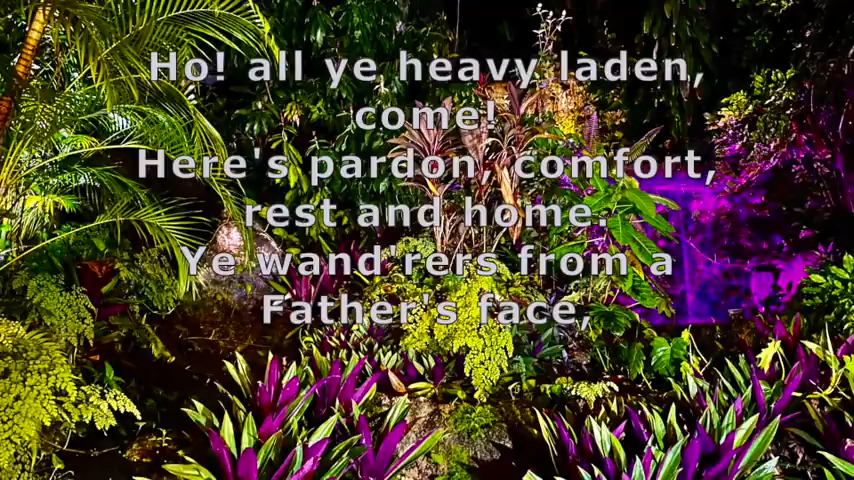 Ho! all ye heavy laden,
come!
Here's pardon, comfort,
rest and home.
Ye wand'rers from a
Father's face,